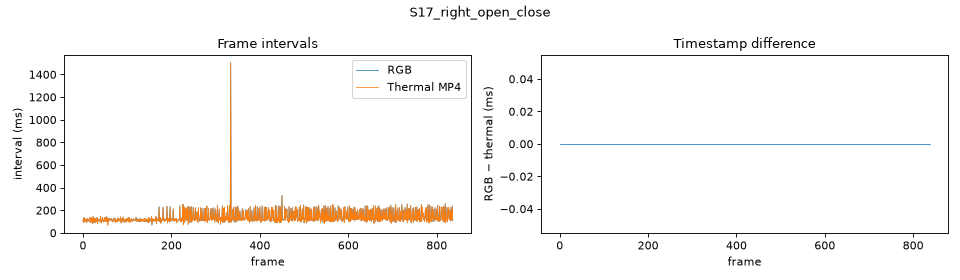 S17_right_open_close
Frame intervals
interval (ms)
1400
1200
1000
800
600
400
200
0
RGB
Thermal MP4
0 200 400 600 800
frame
Timestamp difference
RGB − thermal (ms)
0.04
0.02
0.00
−0.02
−0.04
0 200 400 600 800
frame